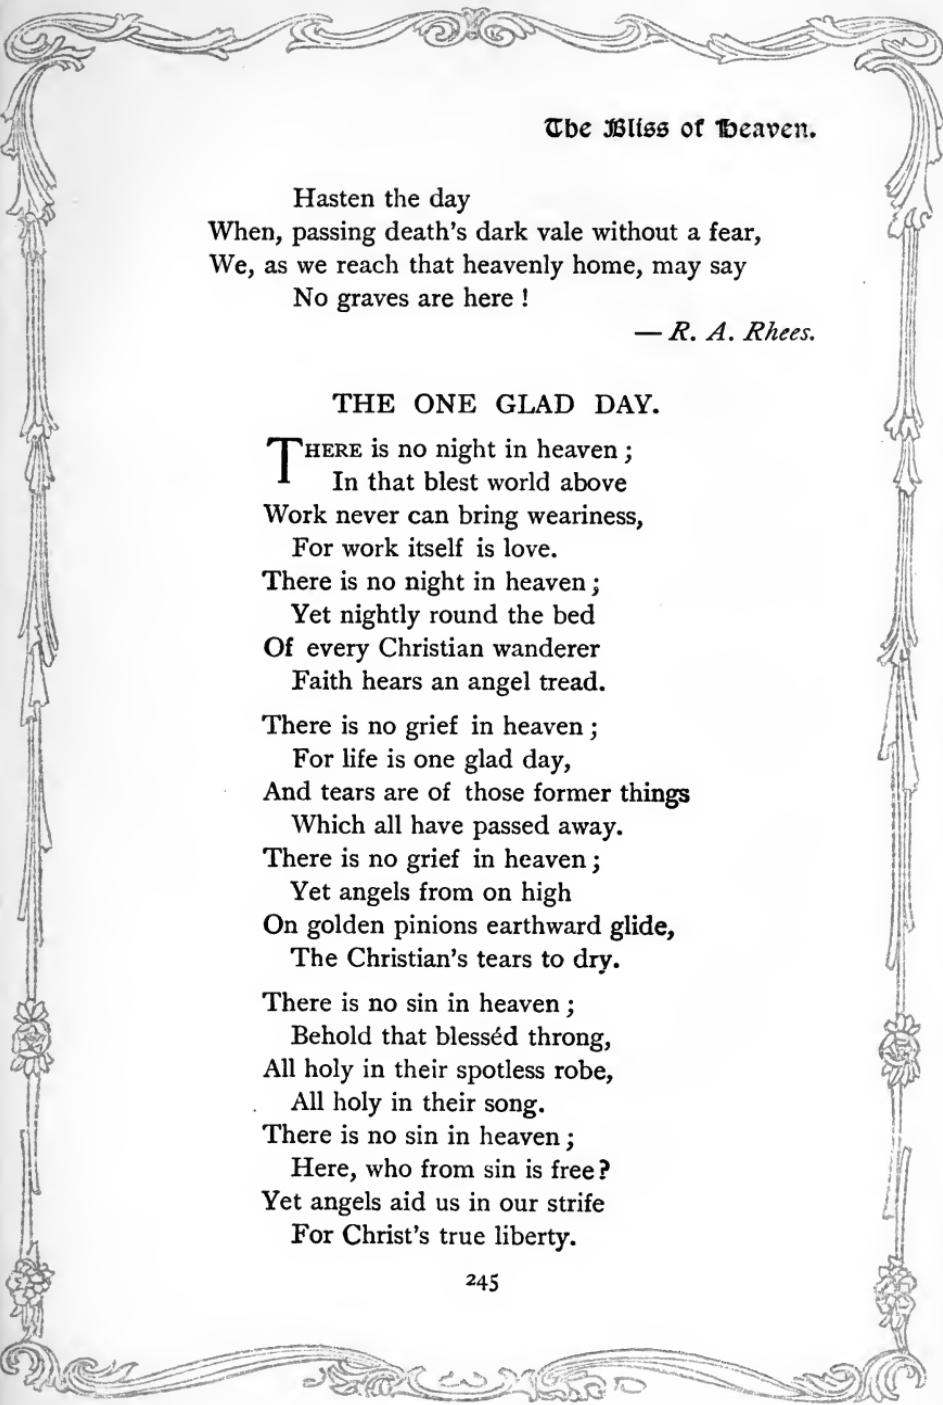 The Bliss of Heaven.
Hasten the day
When, passing death's dark vale without a fear,
We, as we reach that heavenly home, may say
No graves are here !
— R. A. Rhees.
THE ONE GLAD DAY.
THERE is no night in heaven ;
In that blest world above
Work never can bring weariness,
For work itself is love.
There is no night in heaven ;
Yet nightly round the bed
Of every Christian wanderer
Faith hears an angel tread.
There is no grief in heaven ;
For life is one glad day,
And tears are of those former things
Which all have passed away.
There is no grief in heaven ;
Yet angels from on high
On golden pinions earthward glide,
The Christian's tears to dry.
There is no sin in heaven ;
Behold that blesséd throng,
All holy in their spotless robe,
All holy in their song.
There is no sin in heaven ;
Here, who from sin is free?
Yet angels aid us in our strife
For Christ's true liberty.
245